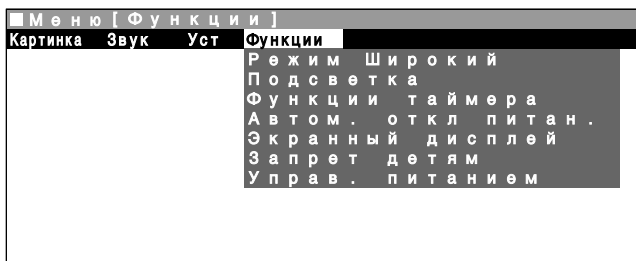 ■Меню[Функции]
Картинка Звук Уст Функции
Режим Широкий
Подсветка
Функции таймера
Автом. откл питан.
Экранный дисплей
Запрет детям
Управ. питанием